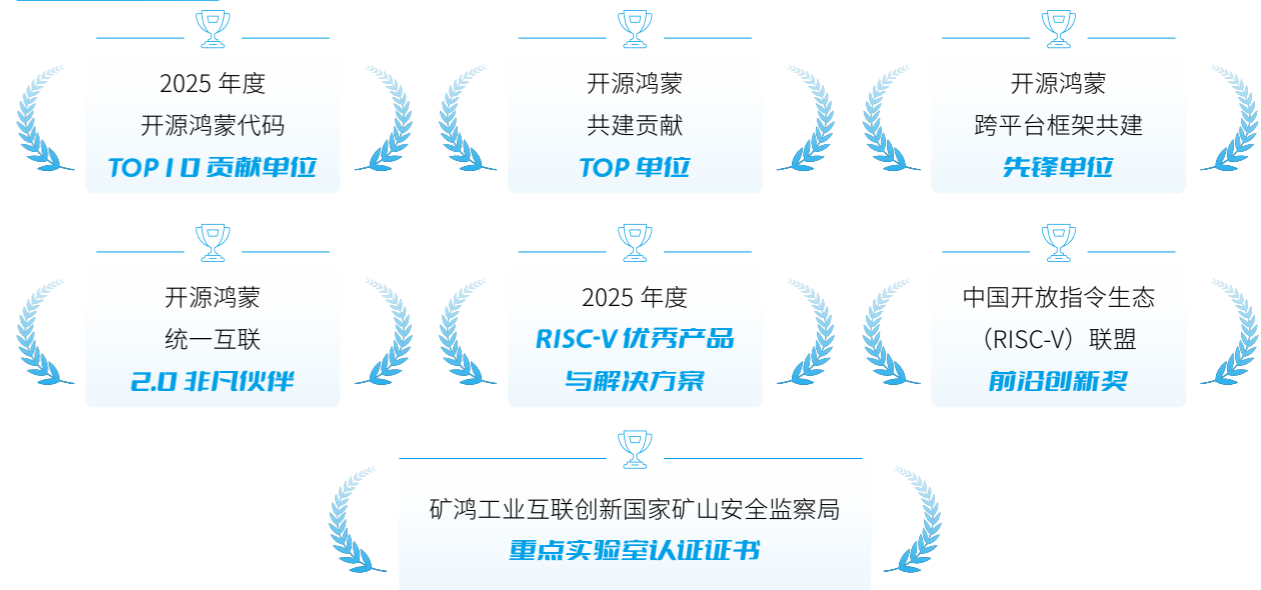 2025 年度
开源鸿蒙代码
TOP10 贡献单位
开源鸿蒙
共建贡献
TOP 单位
开源鸿蒙
跨平台框架共建
先锋单位
开源鸿蒙
统一互联
2.0 非凡伙伴
2025 年度
RISC-V 优秀产品
与解决方案
中国开放指令生态
（RISC-V）联盟
前沿创新奖
矿鸿工业互联创新国家矿山安全监察局
重点实验室认证证书